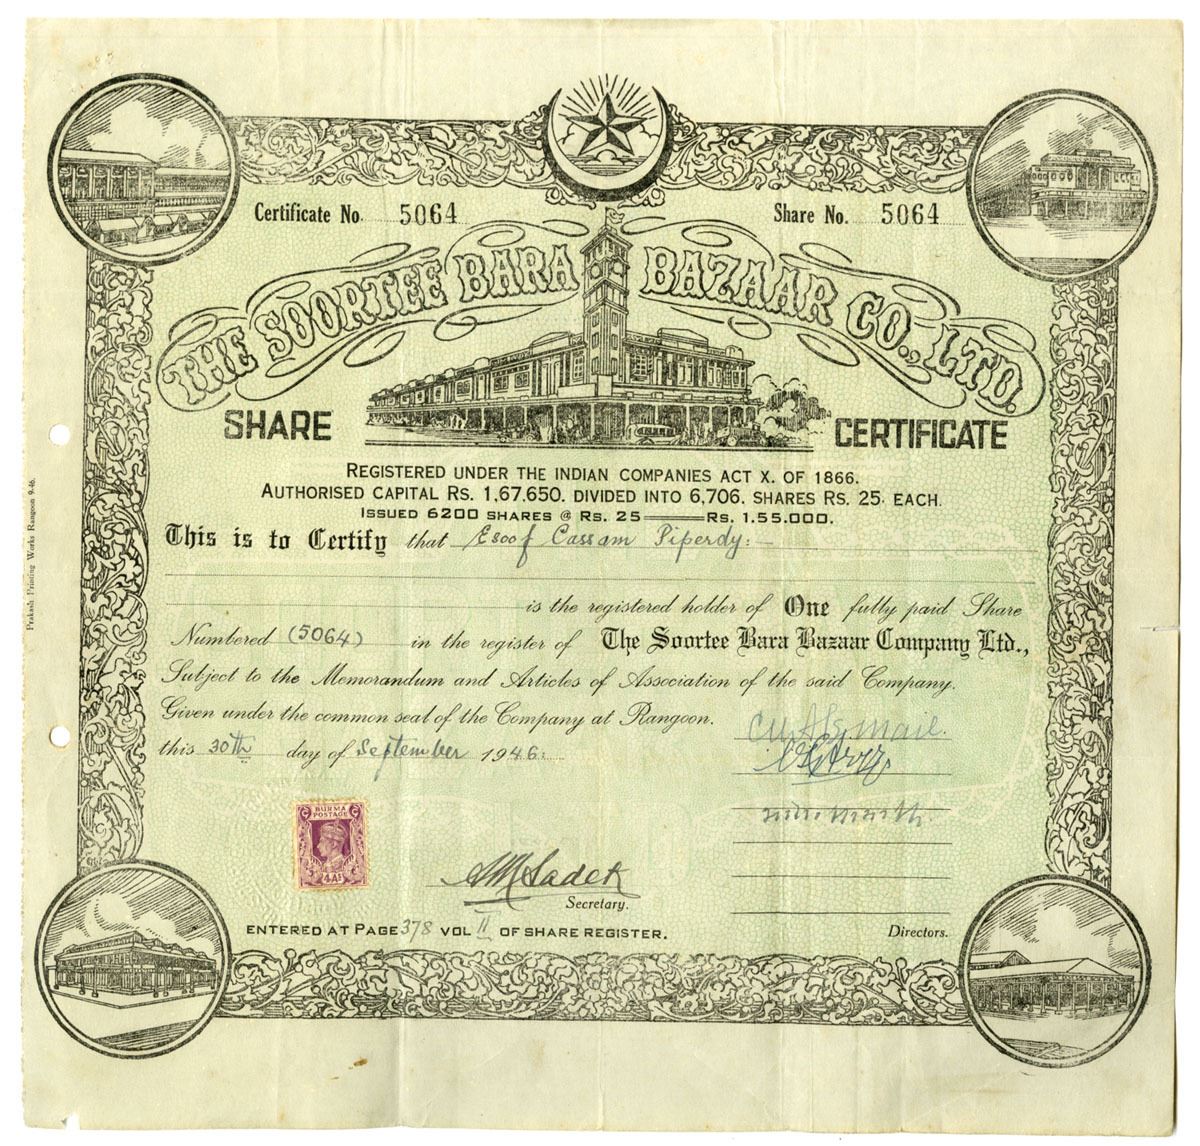 Certificate No. 5064
Share No. 5064
THE SOORTEE BARA BAZAAR CO., LTD.
SHARE CERTIFICATE
REGISTERED UNDER THE INDIAN COMPANIES ACT X. OF 1866.
AUTHORISED CAPITAL RS. 1,67,650. DIVIDED INTO 6,706. SHARES RS. 25. EACH.
ISSUED 6200 SHARES @ RS. 25 ——— RS. 1,55,000.
This is to Certify that Esoof Cassam Piperdy:–
is the registered holder of One fully paid Share
Numbered (5064) in the register of The Soortee Bara Bazaar Company Ltd.,
Subject to the Memorandum and Articles of Association of the said Company.
Given under the common seal of the Company at Rangoon.
this 30th day of September 1946.
BURMA
POSTAGE
4 AS
Secretary.
ENTERED AT PAGE 378 VOL II OF SHARE REGISTER.
Directors.
Prakash Printing Works Rangoon 9-46.